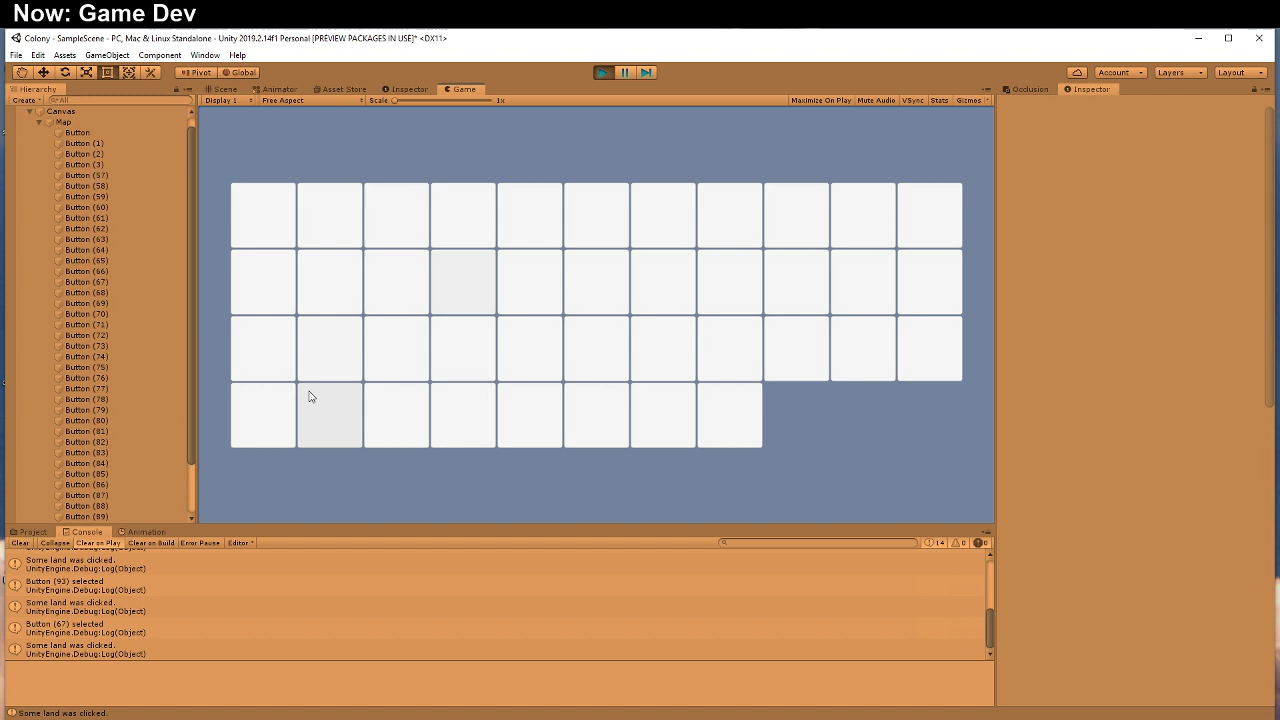 Now: Game Dev
Colony - SampleScene - PC, Mac & Linux Standalone - Unity 2019.2.14f1 Personal [PREVIEW PACKAGES IN USE]* <DX11>
File Edit Assets GameObject Component Window Help
Pivot Global Account Layers Layout
Hierarchy Scene Animator Asset Store Inspector Game Occlusion Inspector
Create All Display 1 Free Aspect Scale 1x Maximize On Play Mute Audio VSync Stats Gizmos
Canvas
Map
Button
Button (1)
Button (2)
Button (3)
Button (57)
Button (58)
Button (59)
Button (60)
Button (61)
Button (62)
Button (63)
Button (64)
Button (65)
Button (66)
Button (67)
Button (68)
Button (69)
Button (70)
Button (71)
Button (72)
Button (73)
Button (74)
Button (75)
Button (76)
Button (77)
Button (78)
Button (79)
Button (80)
Button (81)
Button (82)
Button (83)
Button (84)
Button (85)
Button (86)
Button (87)
Button (88)
Button (89)
Project Console Animation
Clear Collapse Clear on Play Clear on Build Error Pause Editor 14 0 0
UnityEngine.Debug:Log(Object)
Some land was clicked.
UnityEngine.Debug:Log(Object)
Button (93) selected
UnityEngine.Debug:Log(Object)
Some land was clicked.
UnityEngine.Debug:Log(Object)
Button (67) selected
UnityEngine.Debug:Log(Object)
Some land was clicked.
UnityEngine.Debug:Log(Object)
Some land was clicked.